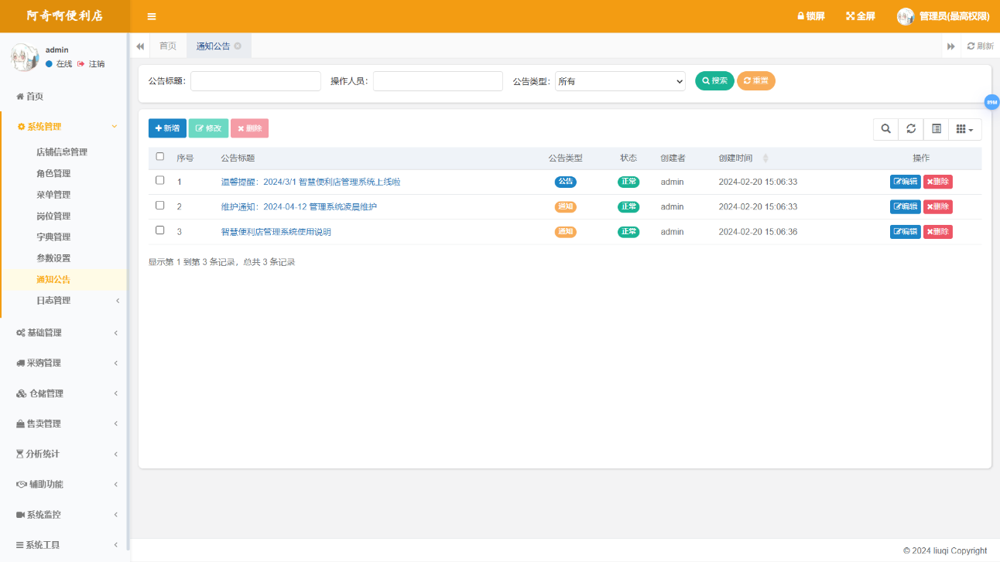 阿奇啊便利店
锁屏 全屏 管理员(最高权限)
admin
在线 注销
首页 通知公告 刷新
公告标题： 操作人员： 公告类型： 所有 搜索 重置
89M
首页
系统管理
店铺信息管理
角色管理
菜单管理
岗位管理
字典管理
参数设置
通知公告
日志管理
基础管理
采购管理
仓储管理
售卖管理
分析统计
辅助功能
系统监控
系统工具
新增 修改 删除
序号 公告标题 公告类型 状态 创建者 创建时间 操作
1 温馨提醒：2024/3/1 智慧便利店管理系统上线啦 公告 正常 admin 2024-02-20 15:06:33 编辑 删除
2 维护通知：2024-04-12 管理系统凌晨维护 通知 正常 admin 2024-02-20 15:06:33 编辑 删除
3 智慧便利店管理系统使用说明 通知 正常 admin 2024-02-20 15:06:36 编辑 删除
显示第 1 到第 3 条记录，总共 3 条记录
© 2024 liuqi Copyright